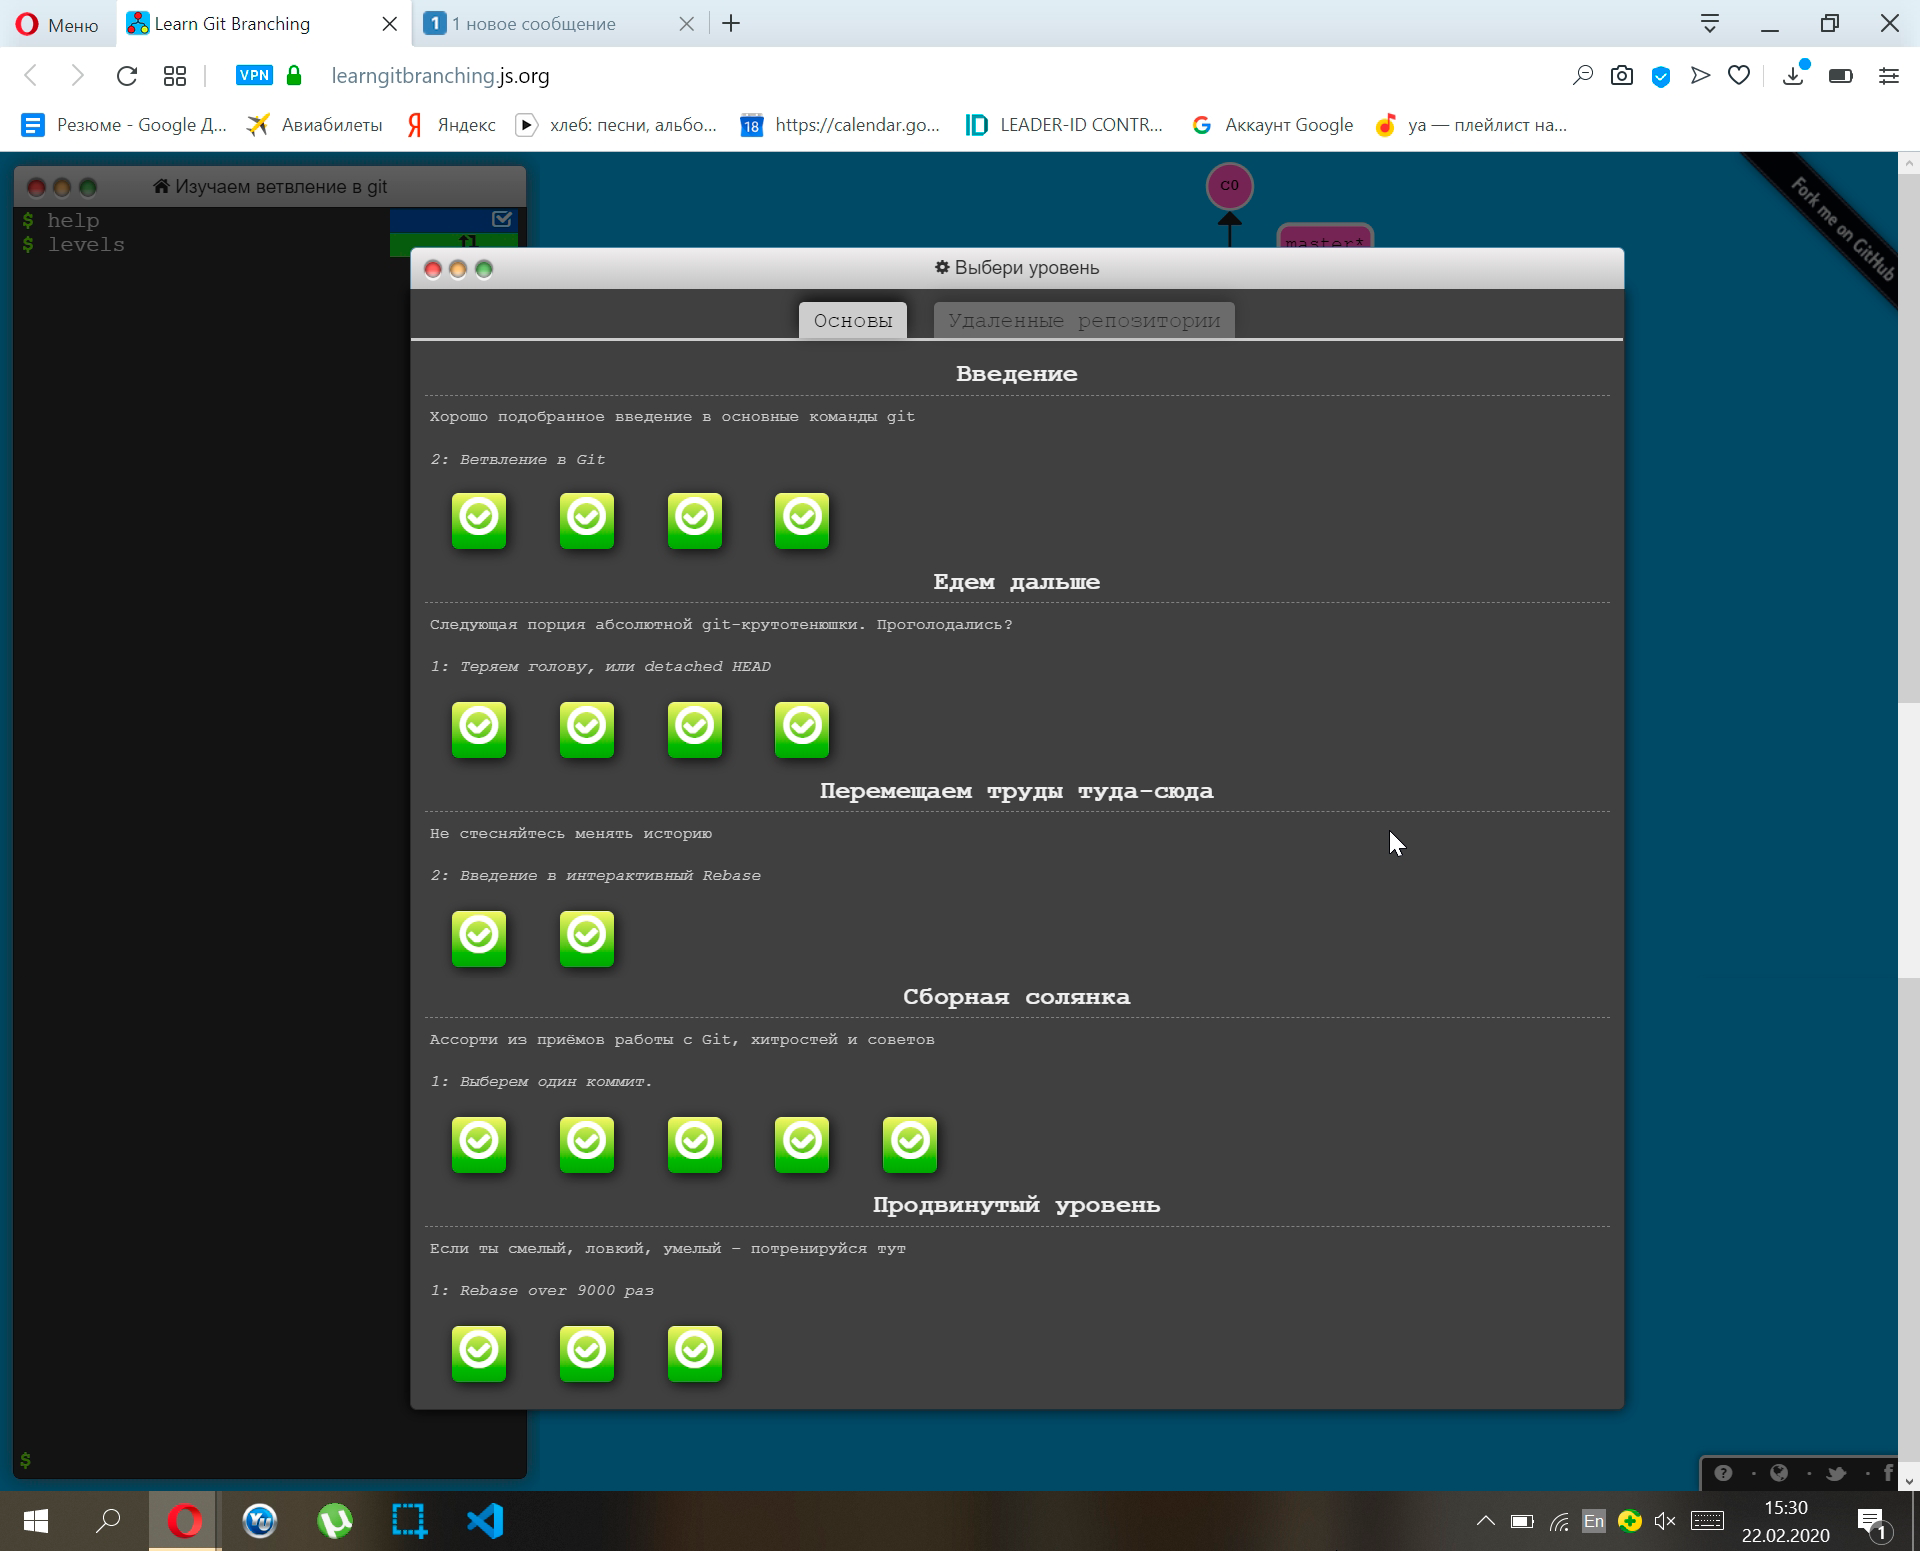 Меню
Learn Git Branching
1
1 новое сообщение
VPN
learngitbranching.js.org
Резюме - Google Д...
Авиабилеты
Яндекс
хлеб: песни, альбо...
18
https://calendar.go...
LEADER-ID CONTR...
Аккаунт Google
ya — плейлист на...
Изучаем ветвление в git
$ help
$ levels
C0
master*
Fork me on GitHub
Выбери уровень
Основы
Удаленные репозитории
Введение
Хорошо подобранное введение в основные команды git
2: Ветвление в Git
Едем дальше
Следующая порция абсолютной git-крутотенюшки. Проголодались?
1: Теряем голову, или detached HEAD
Перемещаем труды туда-сюда
Не стесняйтесь менять историю
2: Введение в интерактивный Rebase
Сборная солянка
Ассорти из приёмов работы с Git, хитростей и советов
1: Выберем один коммит.
Продвинутый уровень
Если ты смелый, ловкий, умелый - потренируйся тут
1: Rebase over 9000 раз
$
En
15:30
22.02.2020
1